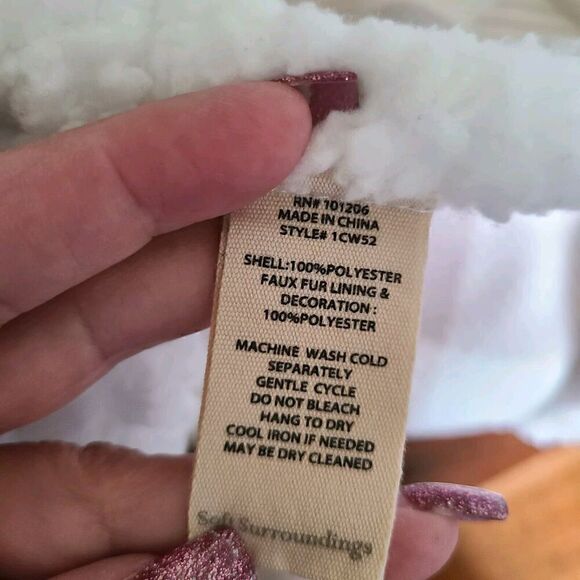 RN# 101206
MADE IN CHINA
STYLE# 1CW52
SHELL:100%POLYESTER
FAUX FUR LINING &
DECORATION :
100%POLYESTER
MACHINE WASH COLD
SEPARATELY
GENTLE CYCLE
DO NOT BLEACH
HANG TO DRY
COOL IRON IF NEEDED
MAY BE DRY CLEANED
Soft Surroundings